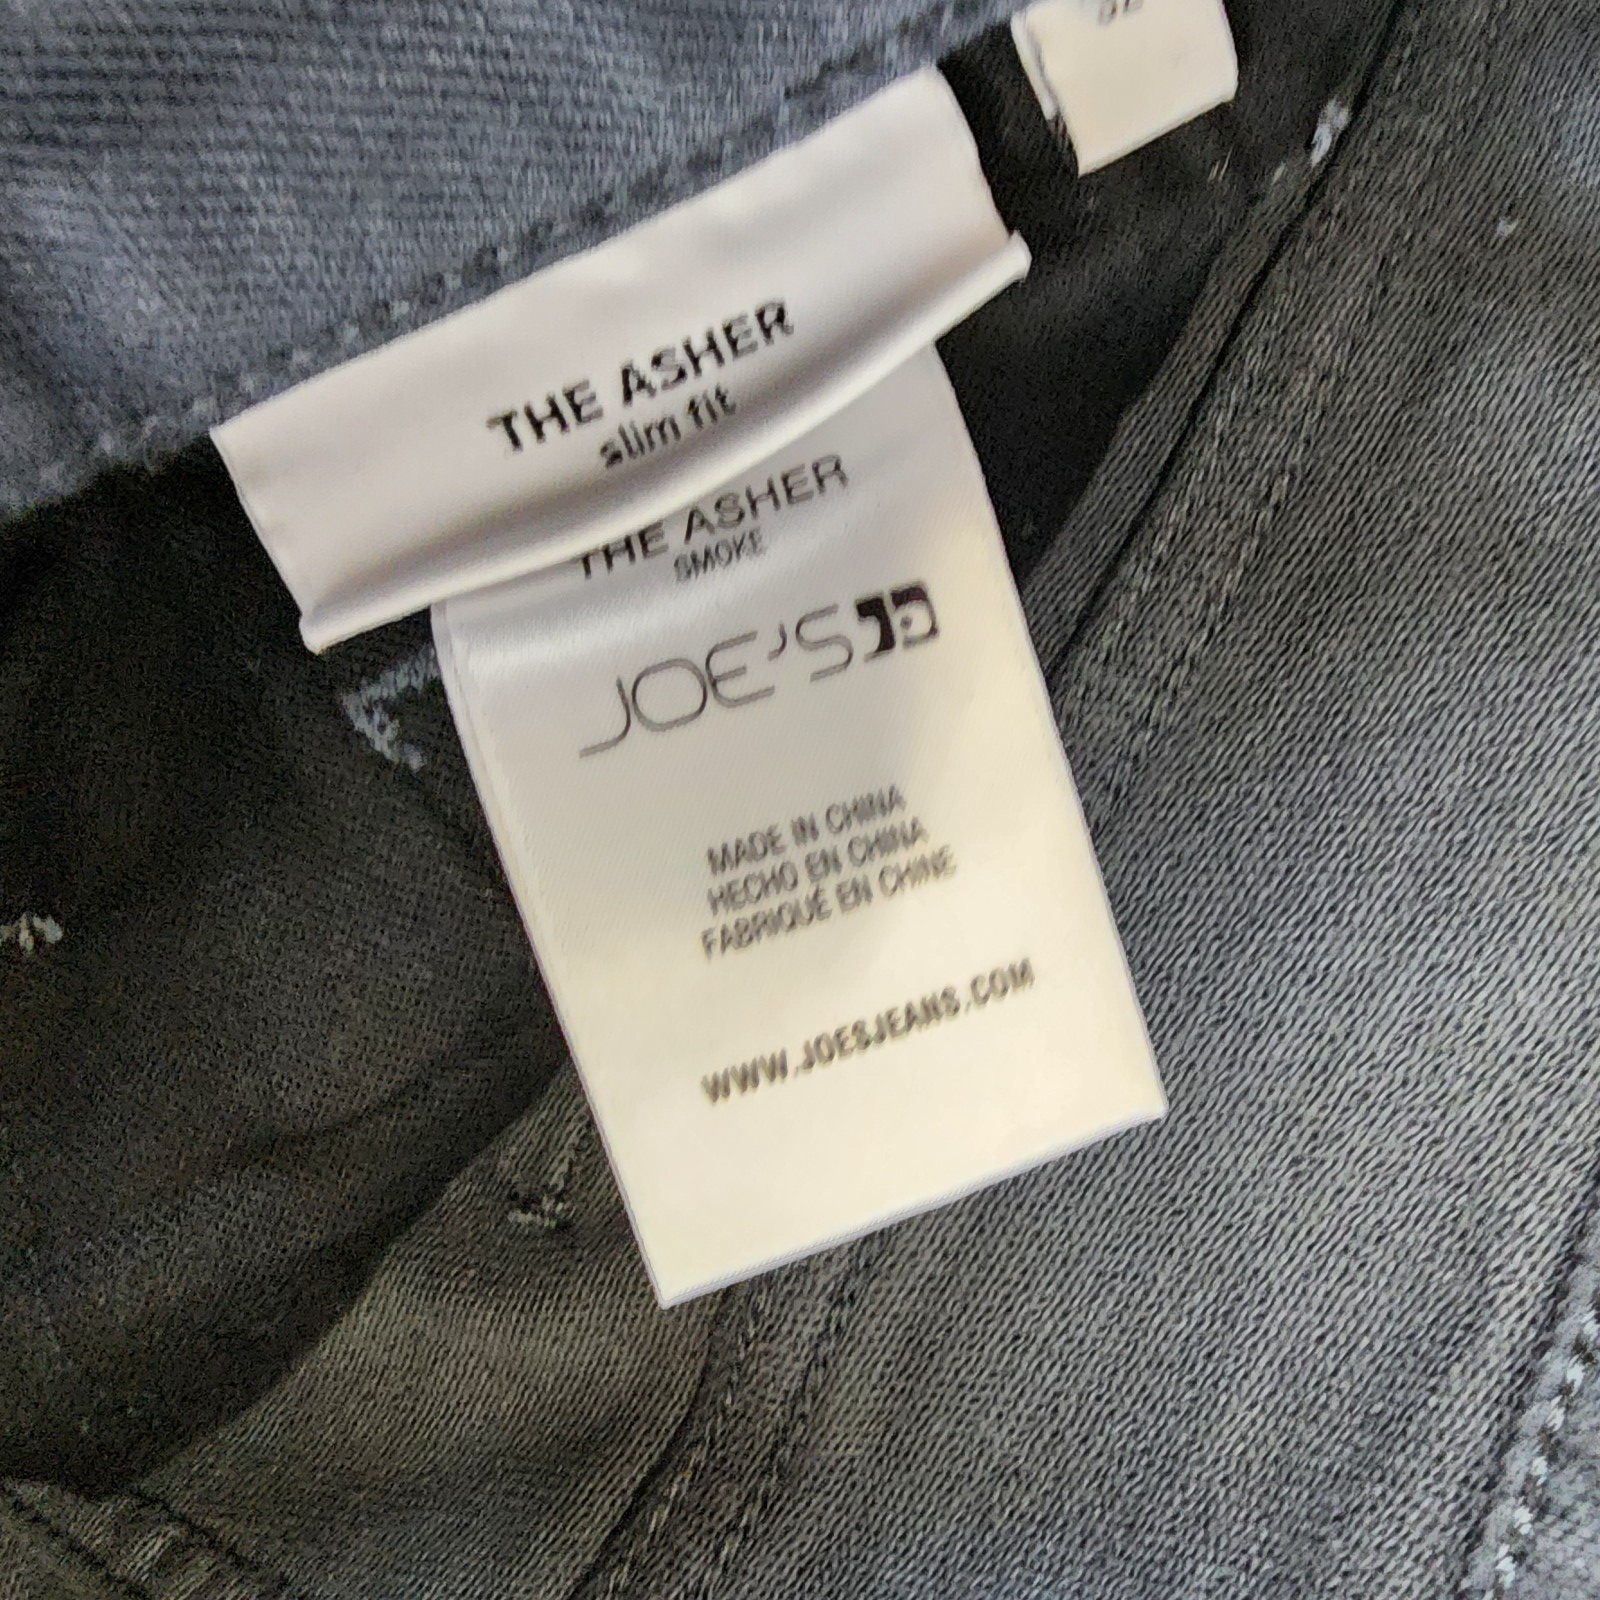 THE ASHER
slim fit
THE ASHER
SMOKE
JOE'S
MADE IN CHINA
HECHO EN CHINA
FABRIQUÉ EN CHINE
WWW.JOESJEANS.COM